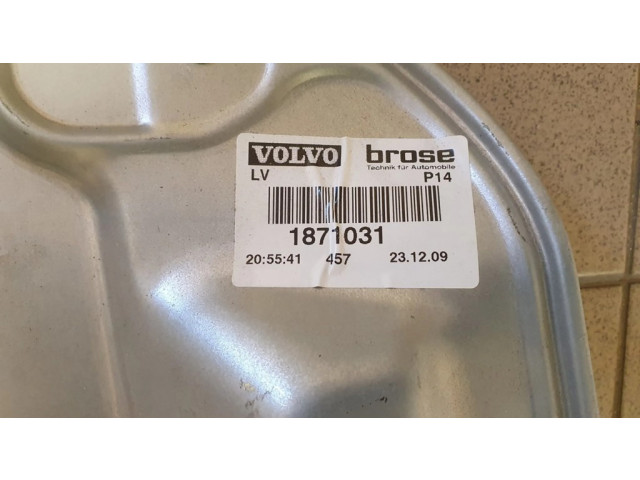 VOLVO brose
Technik für Automobile
LV P14
1871031
20:55:41 457 23.12.09